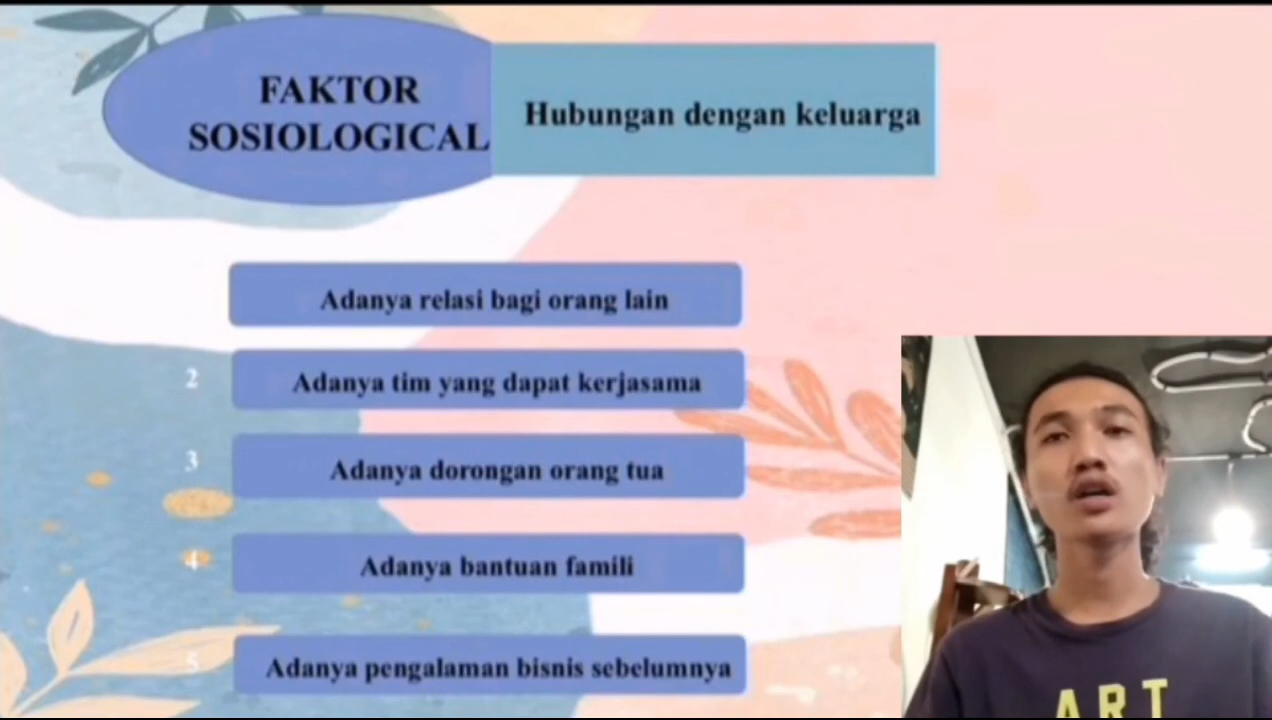 FAKTOR
SOSIOLOGICAL
Hubungan dengan keluarga
Adanya relasi bagi orang lain
2
Adanya tim yang dapat kerjasama
3
Adanya dorongan orang tua
4
Adanya bantuan famili
5
Adanya pengalaman bisnis sebelumnya
ART